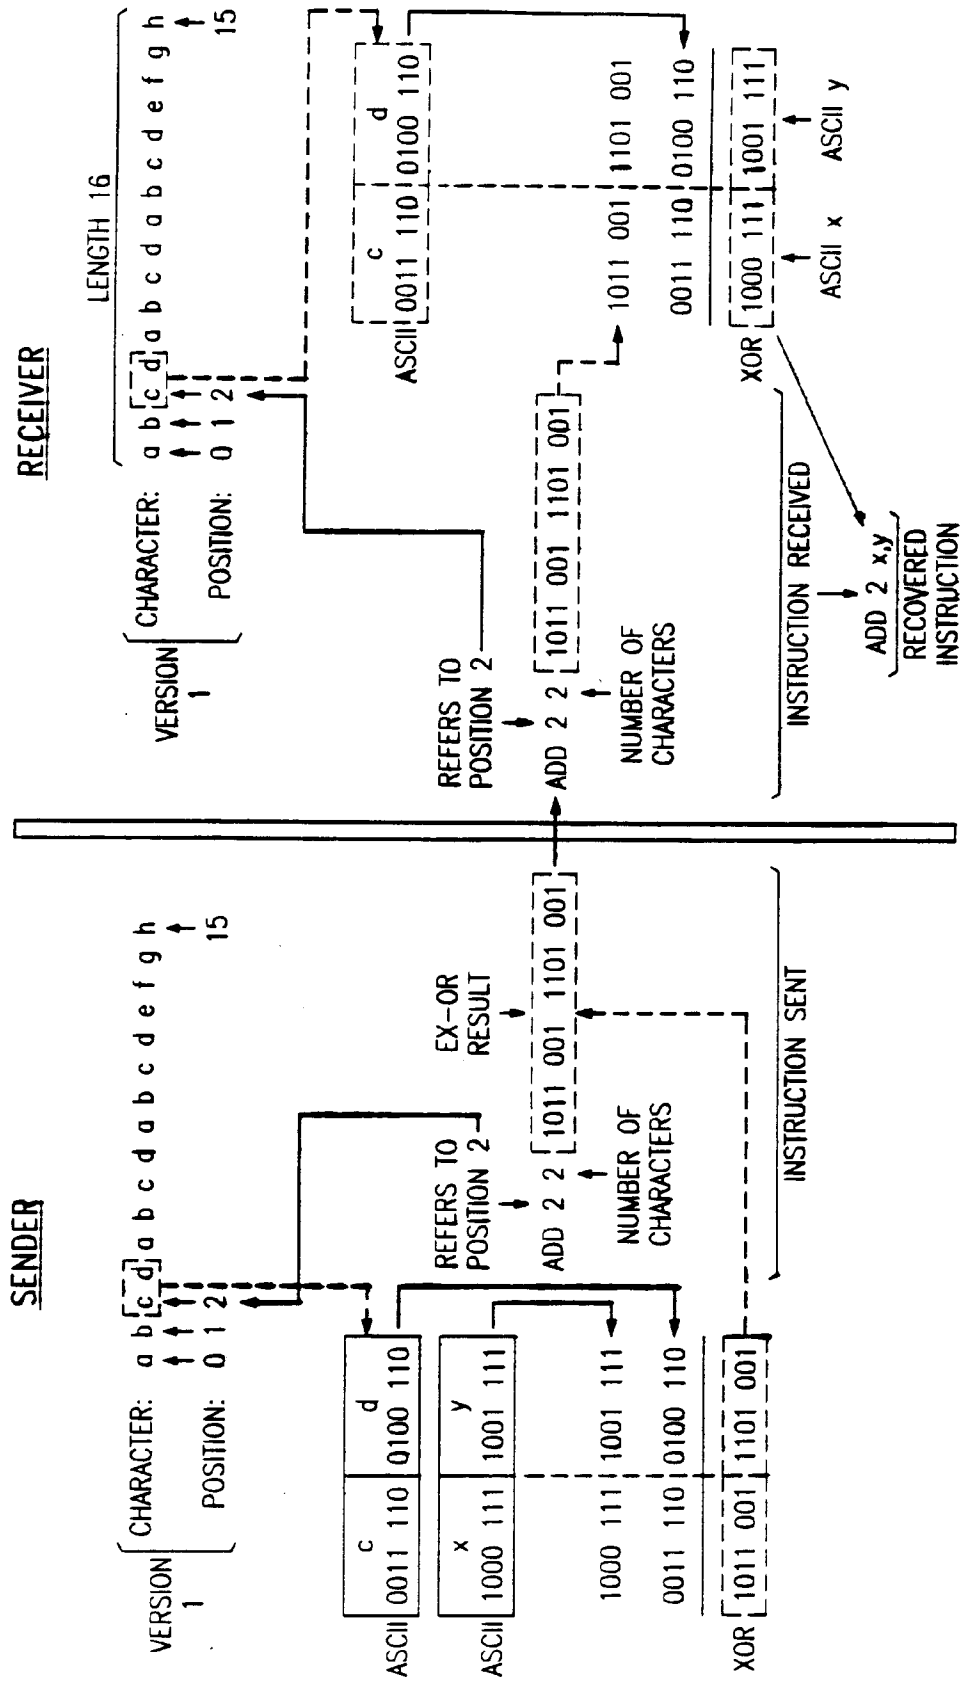 SENDER
VERSION
1
CHARACTER: a b c d a b c d a b c d e f g h
POSITION: 0 1 2
15
ASCII
c d
0011 110 0100 110
ASCII
x y
1000 111 1001 111
1000 111 1001 111
0011 110 0100 110
XOR
1011 001 1101 001
REFERS TO
POSITION 2
EX-OR
RESULT
ADD 2 2 1011 001 1101 001
NUMBER OF
CHARACTERS
INSTRUCTION SENT
RECEIVER
LENGTH 16
VERSION
1
CHARACTER: a b c d a b c d a b c d e f g h
POSITION: 0 1 2
15
ASCII
c d
0011 110 0100 110
REFERS TO
POSITION 2
ADD 2 2 1011 001 1101 001
NUMBER OF
CHARACTERS
1011 001 1101 001
0011 110 0100 110
XOR
1000 111 1001 111
ASCII x ASCII y
INSTRUCTION RECEIVED
ADD 2 x,y
RECOVERED
INSTRUCTION